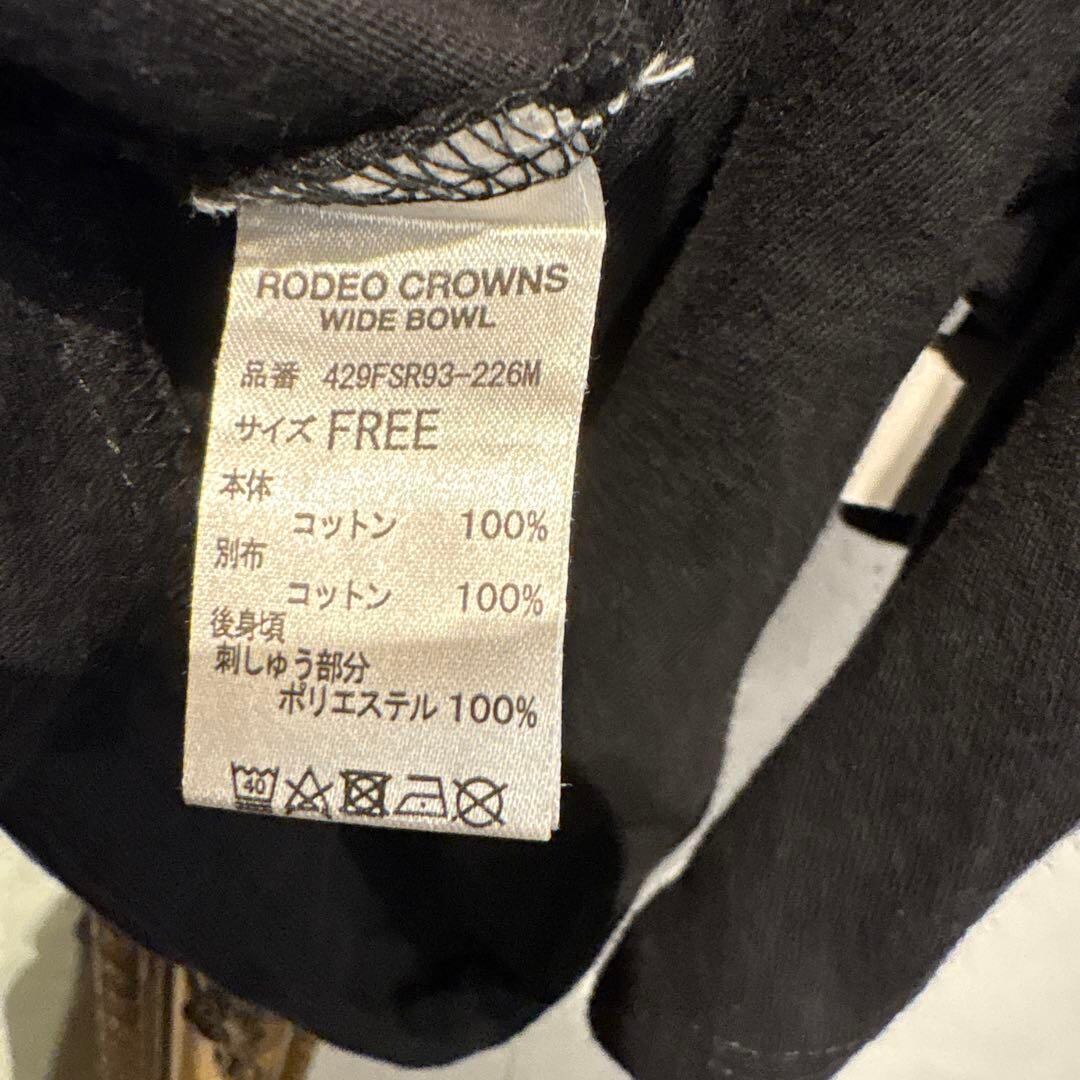 RODEO CROWNS
WIDE BOWL
品番 429FSR93-226M
サイズ FREE
本体
コットン 100%
別布
コットン 100%
後身頃
刺しゅう部分
ポリエステル 100%
40